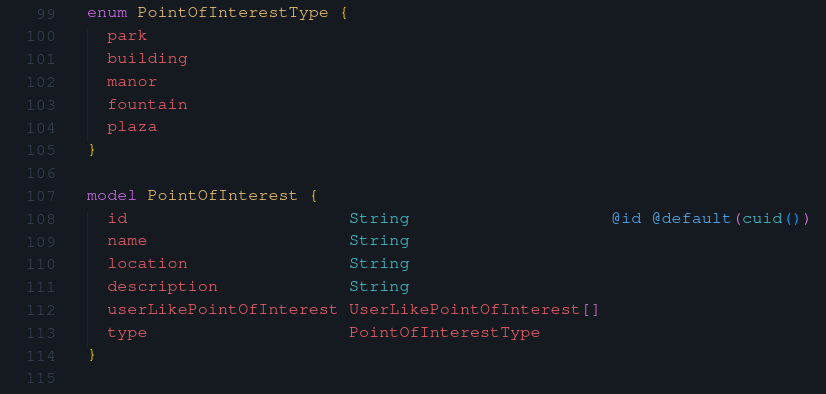 99 enum PointOfInterestType {
100 park
101 building
102 manor
103 fountain
104 plaza
105 }
106
107 model PointOfInterest {
108 id String @id @default(cuid())
109 name String
110 location String
111 description String
112 userLikePointOfInterest UserLikePointOfInterest[]
113 type PointOfInterestType
114 }
115